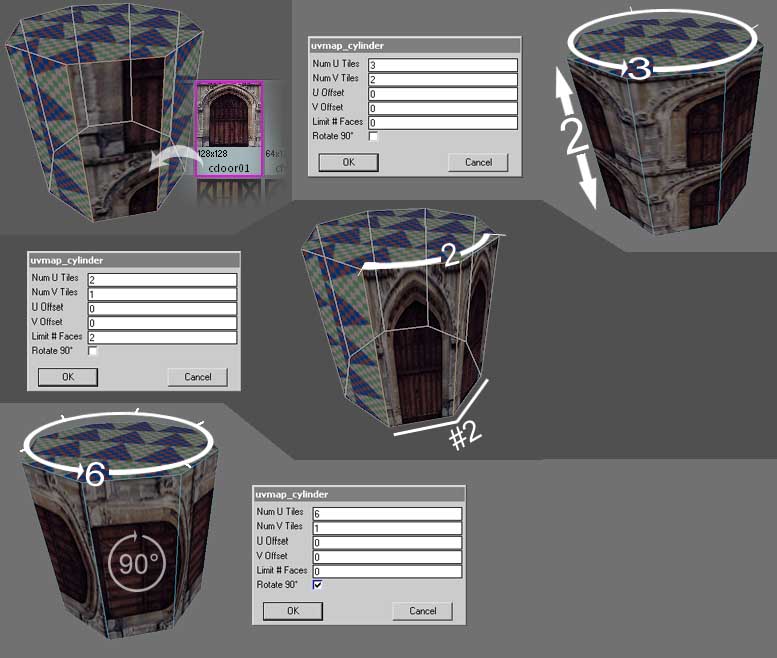 128x128
64x1
cdoor01
uvmap_cylinder
Num U Tiles 3
Num V Tiles 2
U Offset 0
V Offset 0
Limit # Faces 0
Rotate 90°
OK Cancel
3
2
uvmap_cylinder
Num U Tiles 2
Num V Tiles 1
U Offset 0
V Offset 0
Limit # Faces 2
Rotate 90°
OK Cancel
2
#2
6
90°
uvmap_cylinder
Num U Tiles 6
Num V Tiles 1
U Offset 0
V Offset 0
Limit # Faces 0
Rotate 90°
OK Cancel